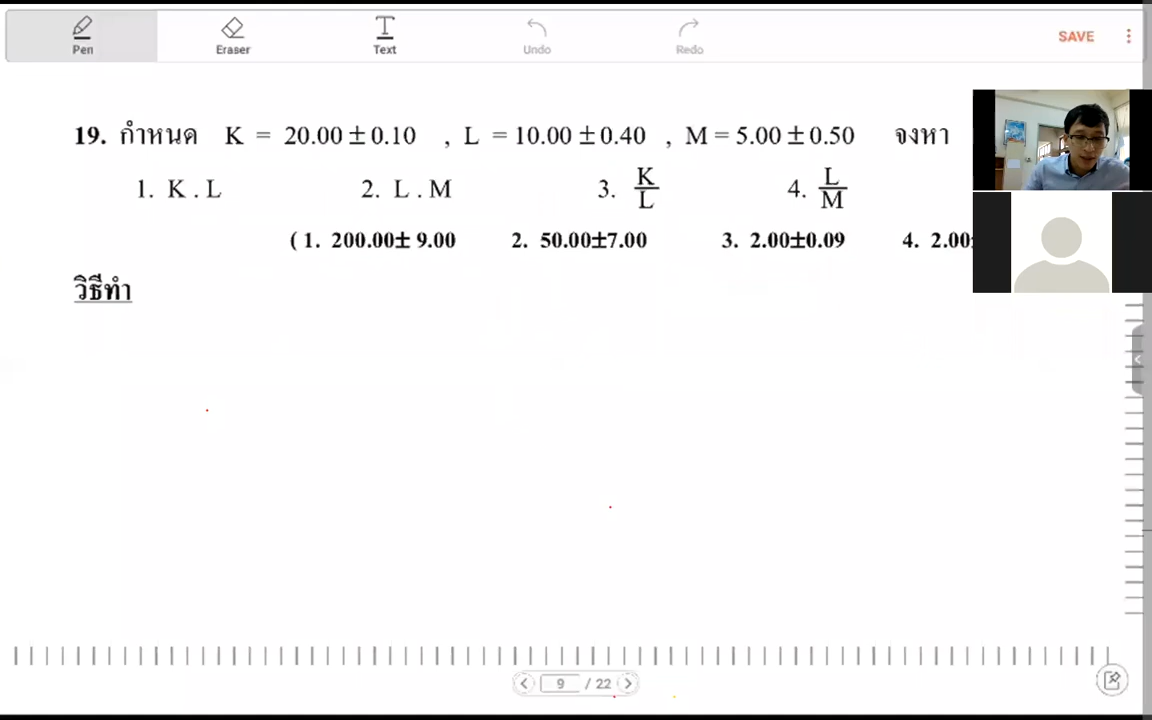 Pen Eraser Text Undo Redo SAVE
19. กำหนด K = 20.00 ± 0.10 , L = 10.00 ± 0.40 , M = 5.00 ± 0.50 จงหา
1. K . L 2. L . M 3. K/L 4. L/M
( 1. 200.00± 9.00 2. 50.00±7.00 3. 2.00±0.09 4. 2.00
วิธีทำ
9 / 22